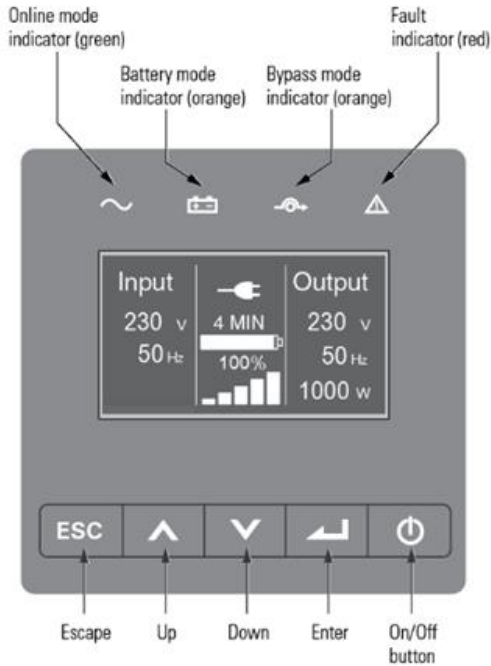 Online mode
indicator (green)
Fault
indicator (red)
Battery mode
indicator (orange)
Bypass mode
indicator (orange)
Input
230 V
50 Hz
4 MIN
100%
Output
230 V
50 Hz
1000 W
ESC
Escape
Up
Down
Enter
On/Off
button